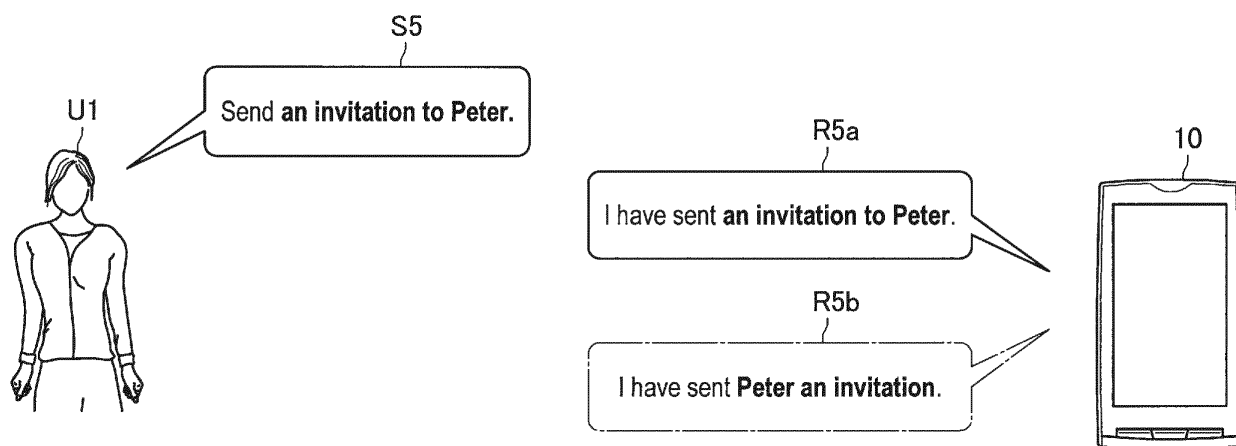 S5
Send an invitation to Peter.
U1
R5a
10
I have sent an invitation to Peter.
R5b
I have sent Peter an invitation.